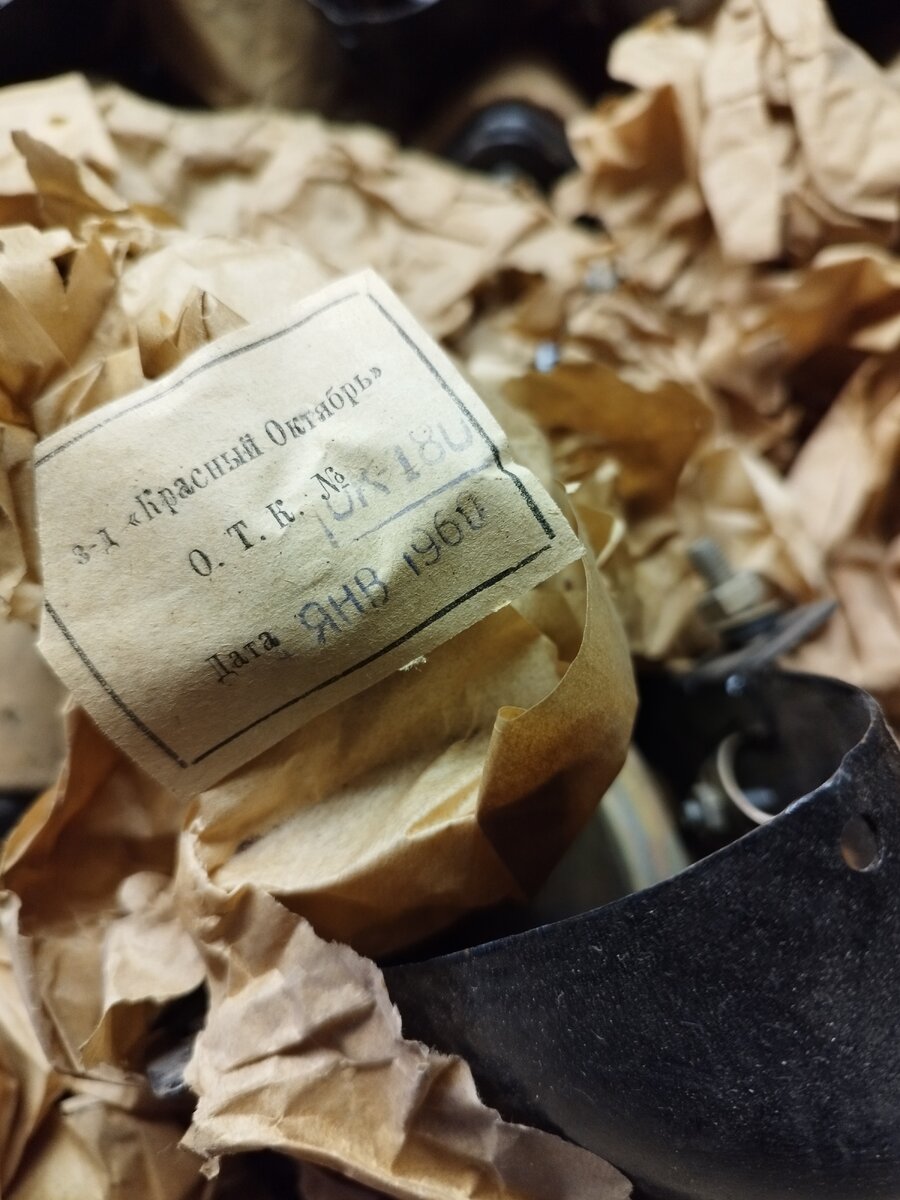 з-д «Красный Октябрь»
О. Т. К. № ОК-180
Дата ЯНВ 1960